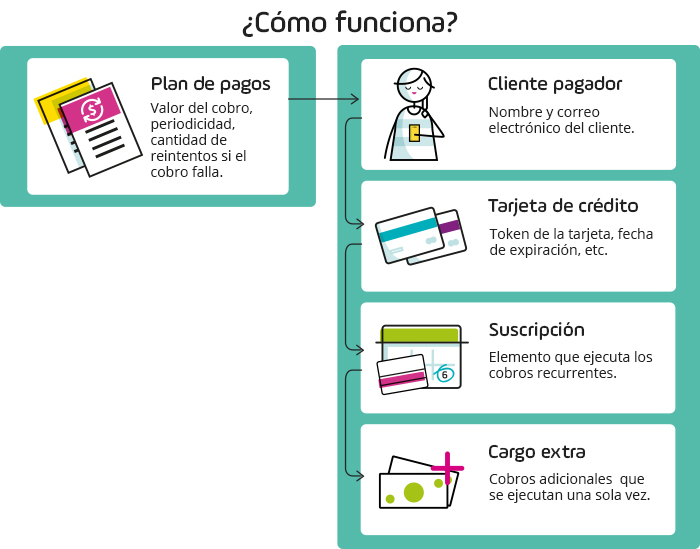 ¿Cómo funciona?
Plan de pagos
Valor del cobro,
periodicidad,
cantidad de
reintentos si el
cobro falla.
Cliente pagador
Nombre y correo
electrónico del cliente.
Tarjeta de crédito
Token de la tarjeta, fecha
de expiración, etc.
Suscripción
Elemento que ejecuta los
cobros recurrentes.
6
Cargo extra
Cobros adicionales que
se ejecutan una sola vez.
$